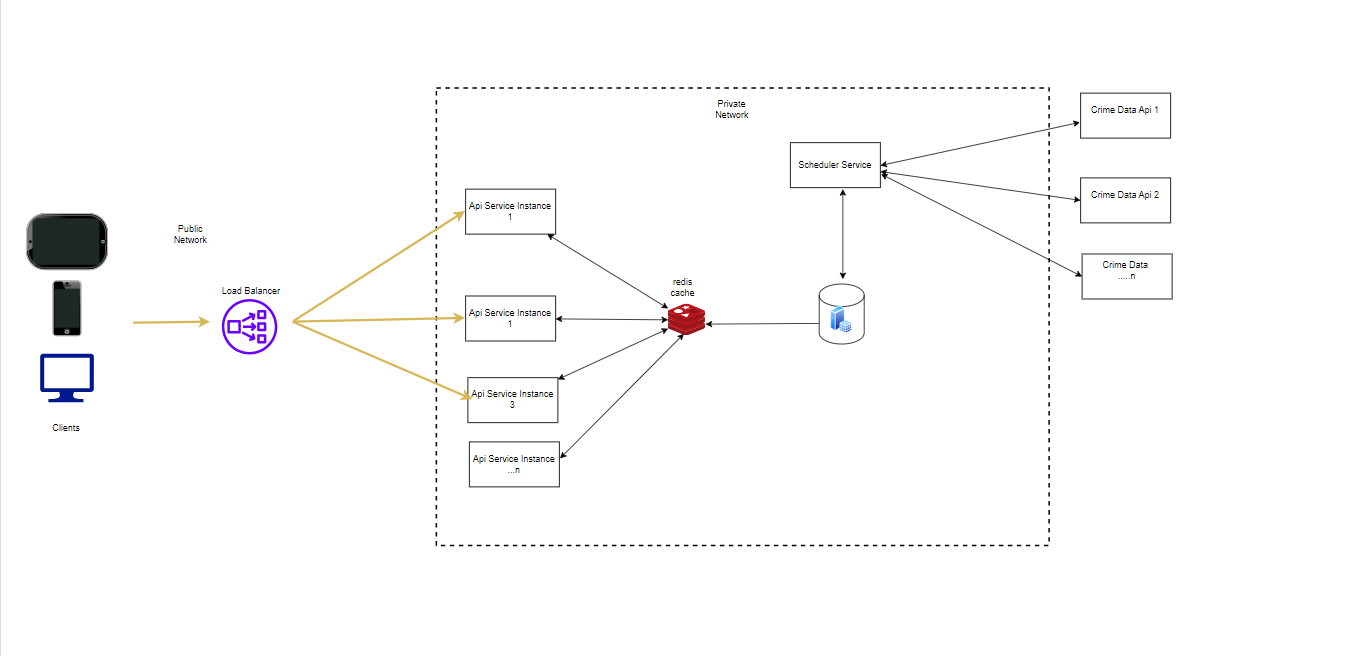 Private
Network
Crime Data Api 1
Scheduler Service
Crime Data Api 2
Api Service Instance
1
Public
Network
Crime Data
.....n
Load Balancer
redis
cache
Api Service Instance
1
Api Service Instance
3
Clients
Api Service Instance
...n